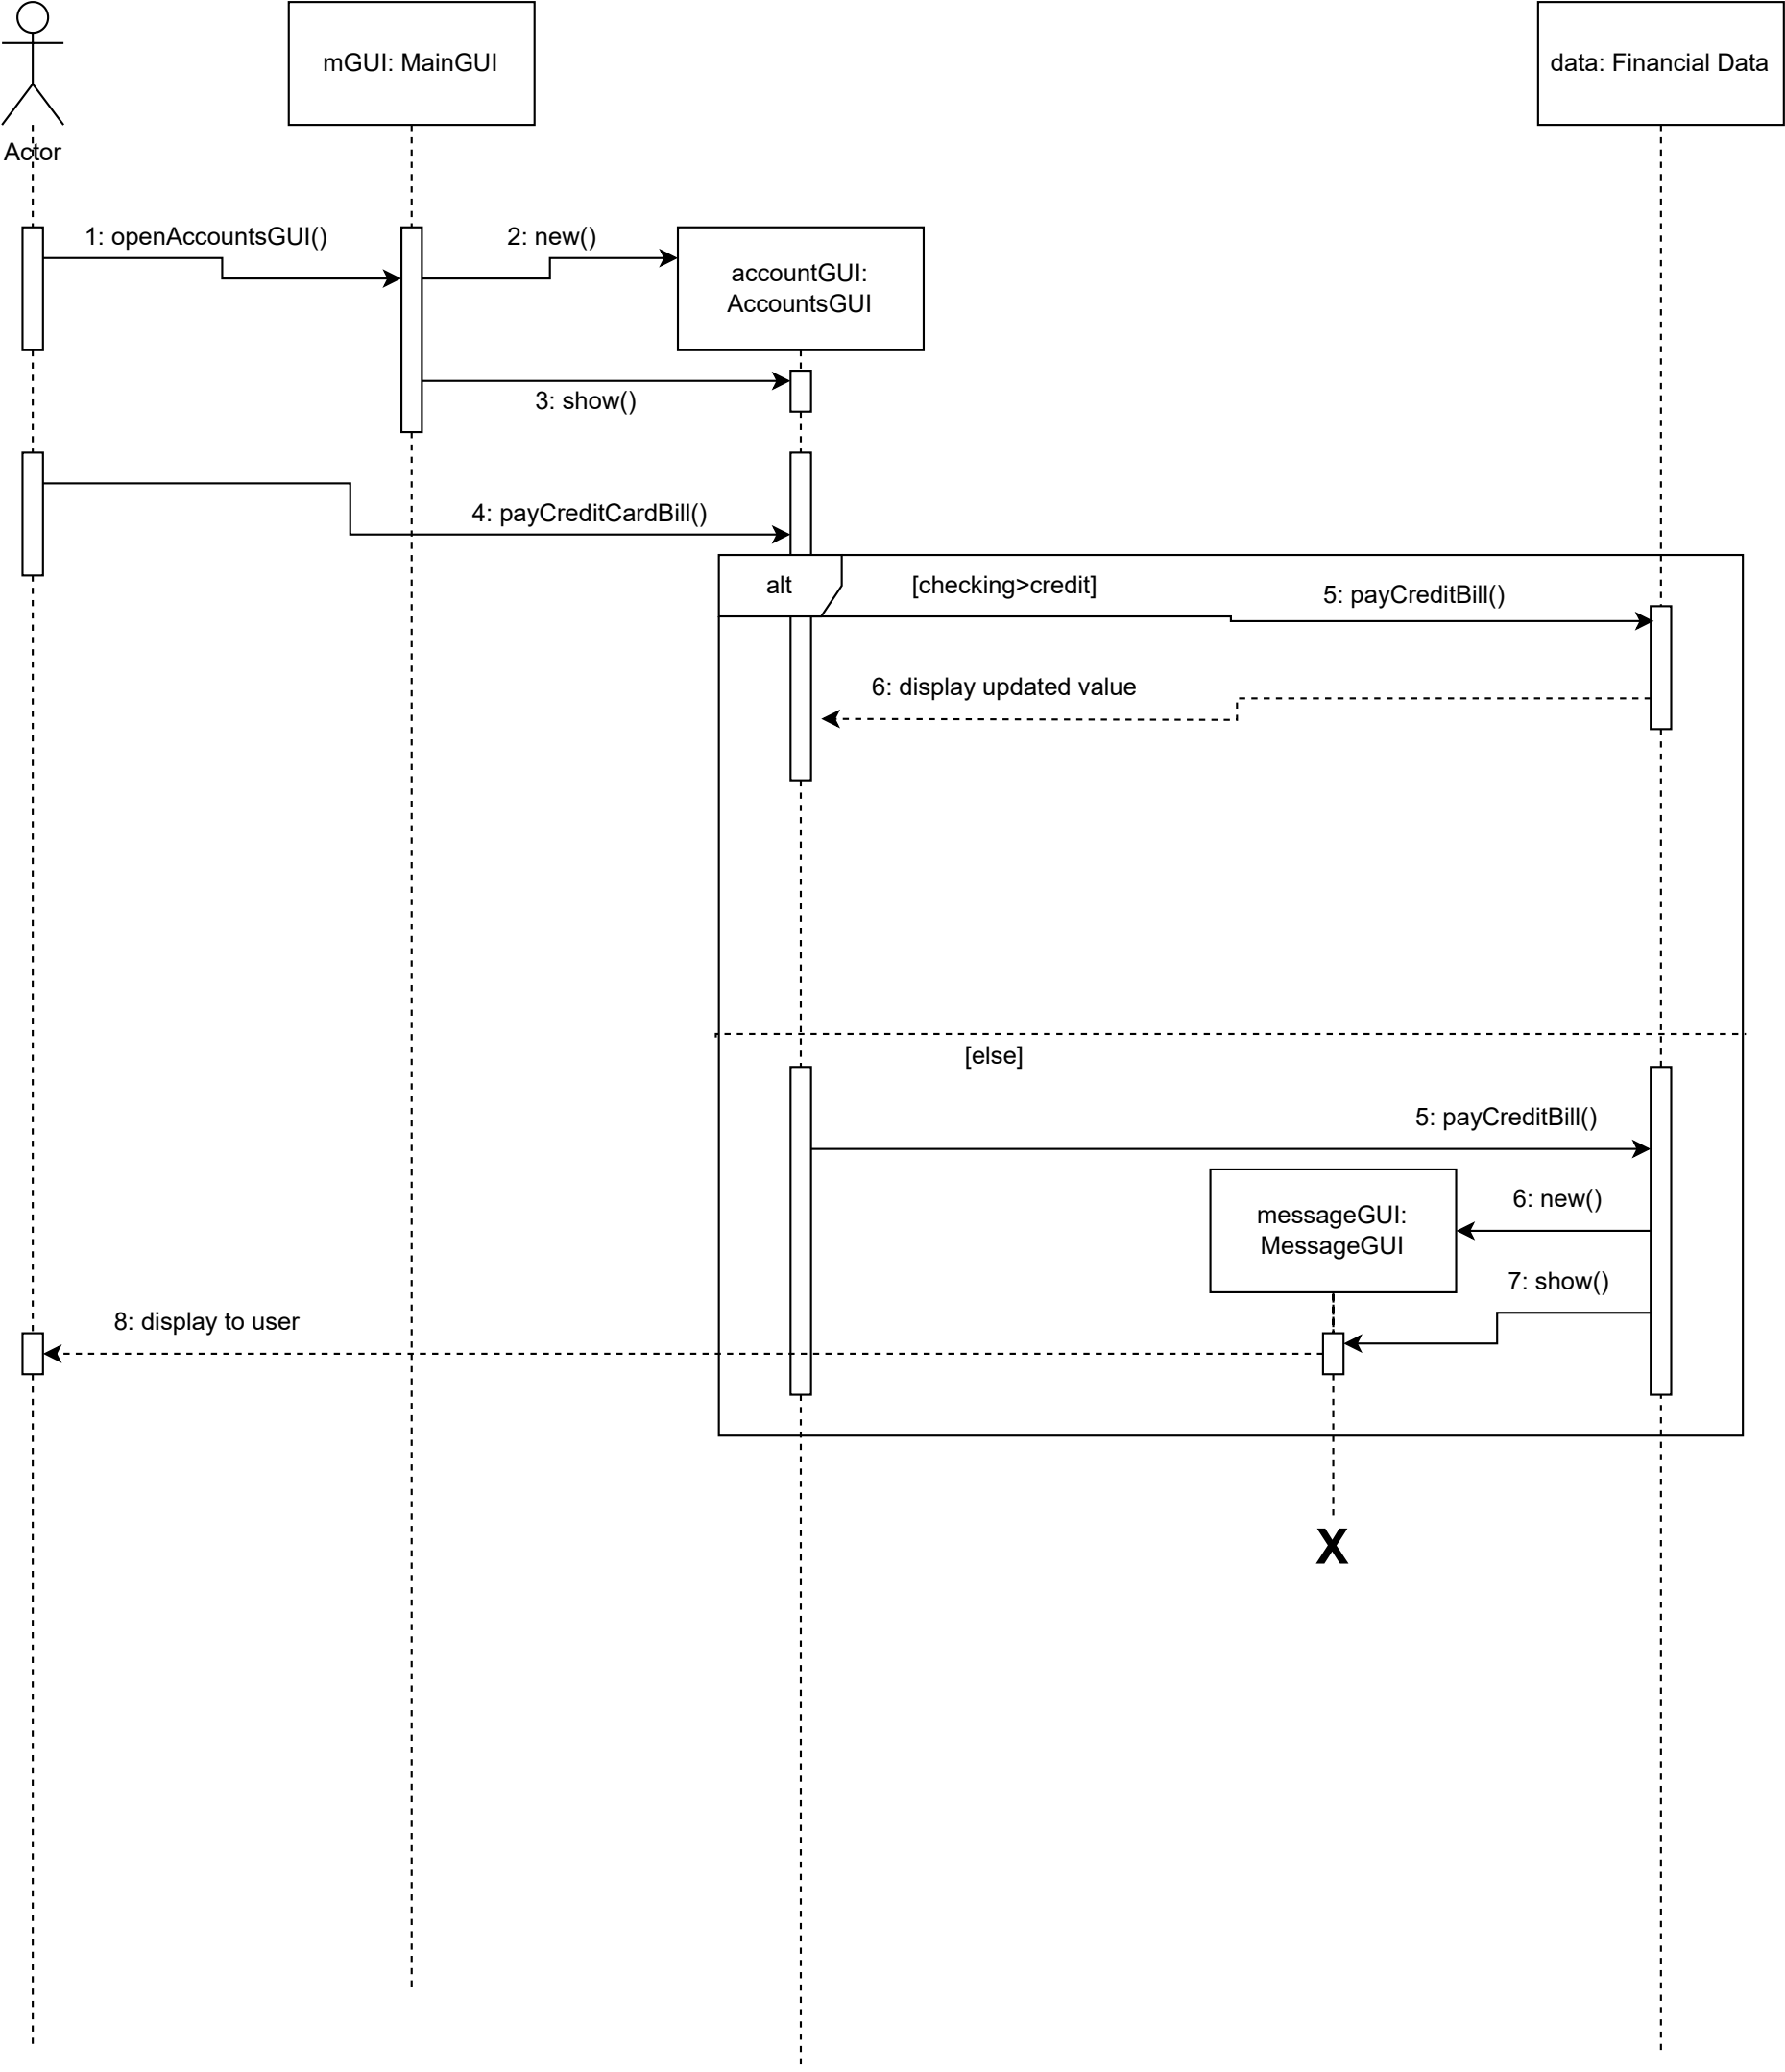 Actor
mGUI: MainGUI
data: Financial Data
1: openAccountsGUI()
2: new()
accountGUI:
AccountsGUI
3: show()
4: payCreditCardBill()
alt
[checking>credit]
5: payCreditBill()
6: display updated value
[else]
5: payCreditBill()
6: new()
messageGUI:
MessageGUI
7: show()
8: display to user
X